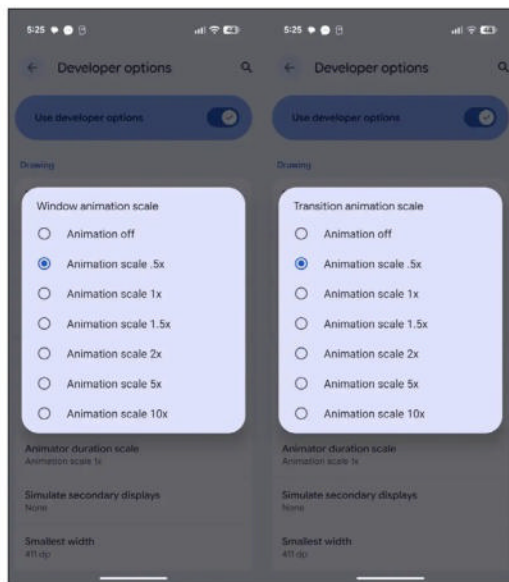 5:25
Developer options
Use developer options
Drawing
Window animation scale
Animation off
Animation scale .5x
Animation scale 1x
Animation scale 1.5x
Animation scale 2x
Animation scale 5x
Animation scale 10x
Animator duration scale
Animation scale 1x
Simulate secondary displays
None
Smallest width
411 dp
5:25
Developer options
Use developer options
Drawing
Transition animation scale
Animation off
Animation scale .5x
Animation scale 1x
Animation scale 1.5x
Animation scale 2x
Animation scale 5x
Animation scale 10x
Animator duration scale
Animation scale 1x
Simulate secondary displays
None
Smallest width
411 dp